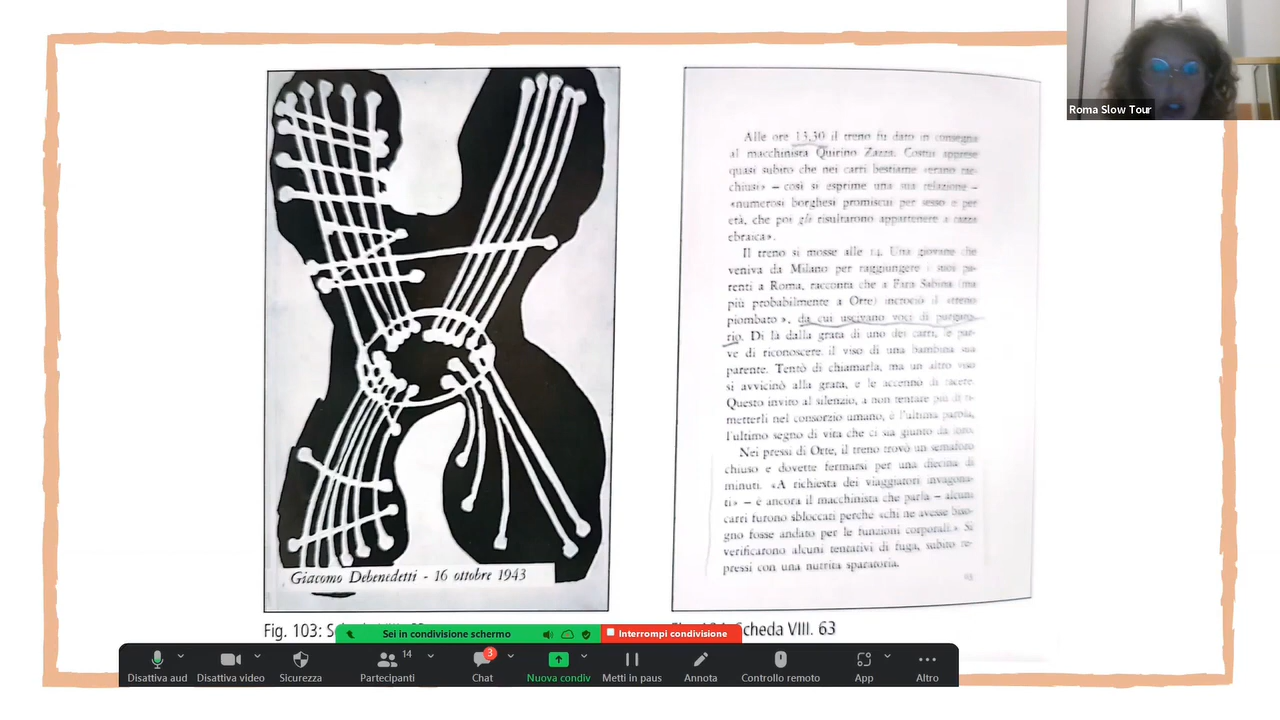 Roma Slow Tour
Giacomo Debenedetti - 16 ottobre 1943
Alle ore 13,30 il treno fu dato in consegna
al macchinista Quirino Zazza. Costui apprese
quasi subito che nei carri bestiame «erano rac-
chiusi» – così si esprime una sua relazione –
«numerosi borghesi promiscui per sesso e per
età, che poi gli risultarono appartenere a razza
ebraica».
Il treno si mosse alle 14. Una giovane che
veniva da Milano per raggiungere i suoi pa-
renti a Roma, racconta che a Fara Sabina (ma
più probabilmente a Orte) incrociò il «treno
piombato», da cui uscivano voci di purgato-
rio. Di là dalla grata di uno dei carri, le par-
ve di riconoscere il viso di una bambina sua
parente. Tentò di chiamarla, ma un altro viso
si avvicinò alla grata, e le accennò di tacere.
Questo invito al silenzio, a non tentare più di ri-
metterli nel consorzio umano, è l'ultima parola,
l'ultimo segno di vita che ci sia giunto da loro.
Nei pressi di Orte, il treno trovò un semaforo
chiuso e dovette fermarsi per una diecina di
minuti. «A richiesta dei viaggiatori invagona-
ti» – è ancora il macchinista che parla – alcuni
carri furono sbloccati perché «chi ne avesse biso-
gno fosse andato per le funzioni corporali.» Si
verificarono alcuni tentativi di fuga, subito re-
pressi con una nutrita sparatoria.
Fig. 103:
Scheda VIII. 63
Sei in condivisione schermo
Interrompi condivisione
14
3
Disattiva aud
Disattiva video
Sicurezza
Partecipanti
Chat
Nuova condiv
Metti in paus
Annota
Controllo remoto
App
Altro